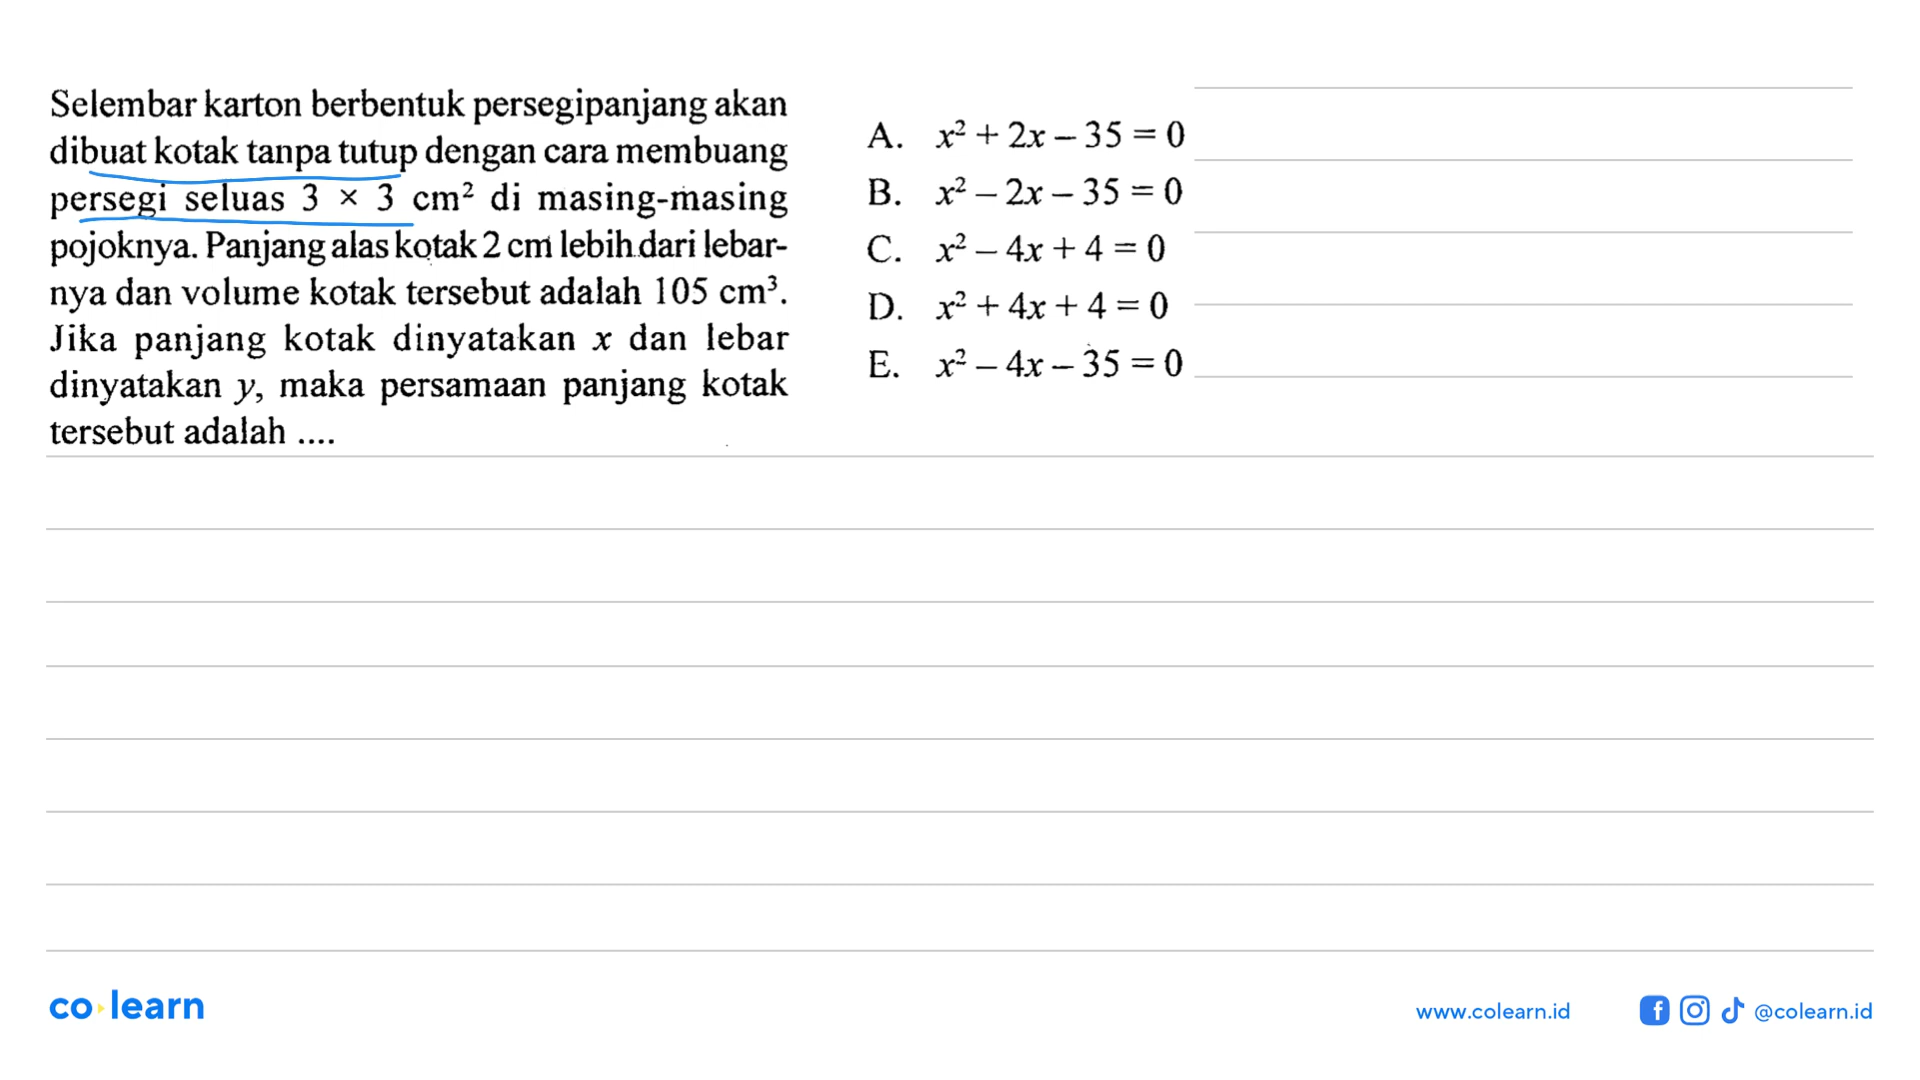 Selembar karton berbentuk persegipanjang akan
dibuat kotak tanpa tutup dengan cara membuang
persegi seluas 3 × 3 cm² di masing-masing
pojoknya. Panjang alas kotak 2 cm lebih dari lebar-
nya dan volume kotak tersebut adalah 105 cm³.
Jika panjang kotak dinyatakan x dan lebar
dinyatakan y, maka persamaan panjang kotak
tersebut adalah ....
A. x² + 2x – 35 = 0
B. x² – 2x – 35 = 0
C. x² – 4x + 4 = 0
D. x² + 4x + 4 = 0
E. x² – 4x – 35 = 0
co learn
www.colearn.id
@colearn.id